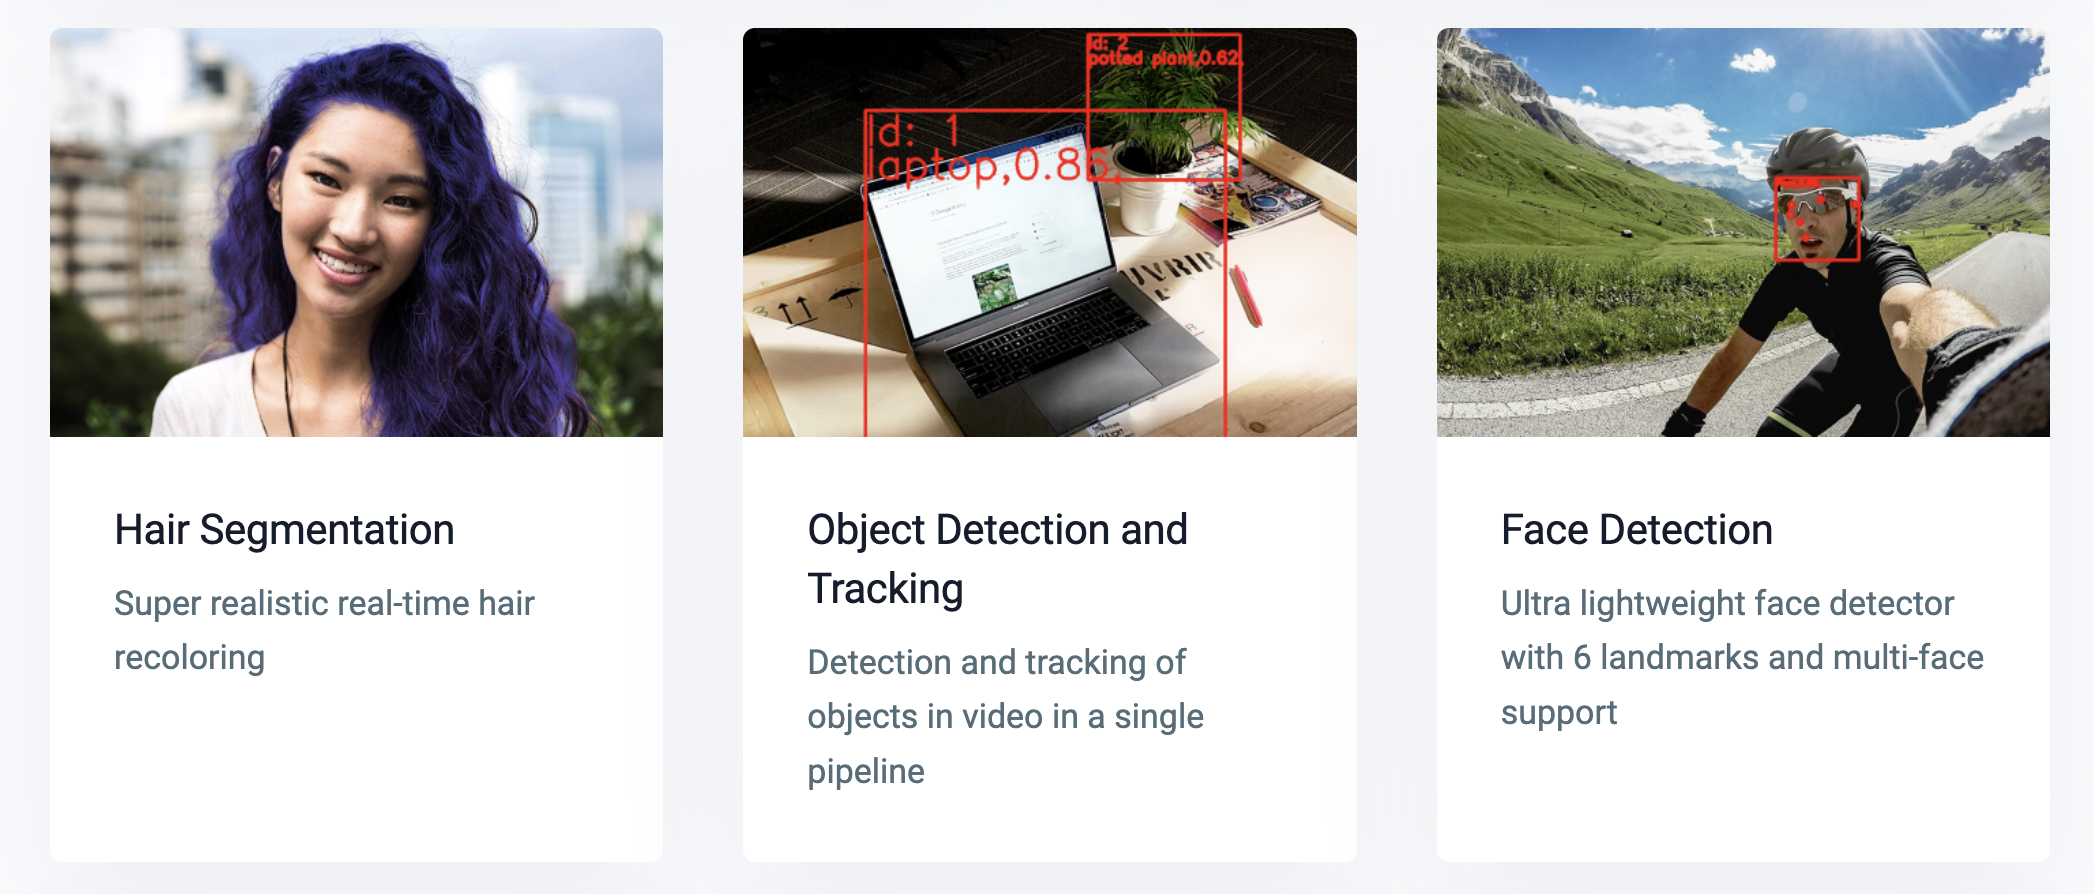 Hair Segmentation
Super realistic real-time hair
recoloring
Id: 2
potted plant,0.62,
Id: 1
laptop,0.86,
UVRIR
Object Detection and
Tracking
Detection and tracking of
objects in video in a single
pipeline
Face Detection
Ultra lightweight face detector
with 6 landmarks and multi-face
support